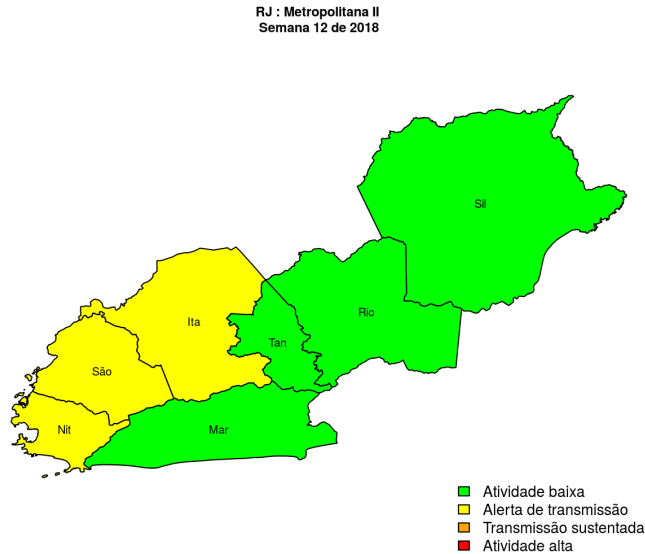 RJ : Metropolitana II
Semana 12 de 2018
Sil
Rio
Ita
Tan
São
Nit
Mar
Atividade baixa
Alerta de transmissão
Transmissão sustentada
Atividade alta